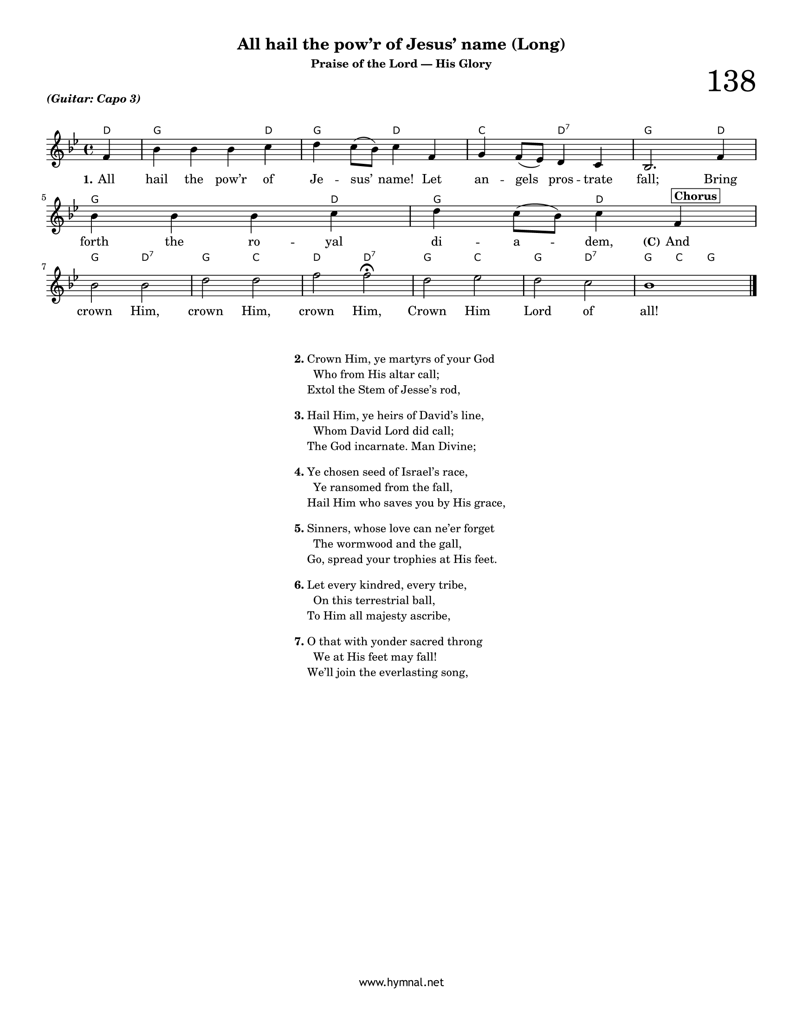 All hail the pow’r of Jesus’ name (Long)
Praise of the Lord — His Glory
138
(Guitar: Capo 3)
D G D G D C D7 G D
1. All hail the pow’r of Je - sus’ name! Let an - gels pros - trate fall; Bring
5 G D G D Chorus
forth the ro - yal di - a - dem, (C) And
7 G D7 G C D D7 G C G D7 G C G
crown Him, crown Him, crown Him, Crown Him Lord of all!
2. Crown Him, ye martyrs of your God
Who from His altar call;
Extol the Stem of Jesse’s rod,
3. Hail Him, ye heirs of David’s line,
Whom David Lord did call;
The God incarnate. Man Divine;
4. Ye chosen seed of Israel’s race,
Ye ransomed from the fall,
Hail Him who saves you by His grace,
5. Sinners, whose love can ne’er forget
The wormwood and the gall,
Go, spread your trophies at His feet.
6. Let every kindred, every tribe,
On this terrestrial ball,
To Him all majesty ascribe,
7. O that with yonder sacred throng
We at His feet may fall!
We’ll join the everlasting song,
www.hymnal.net